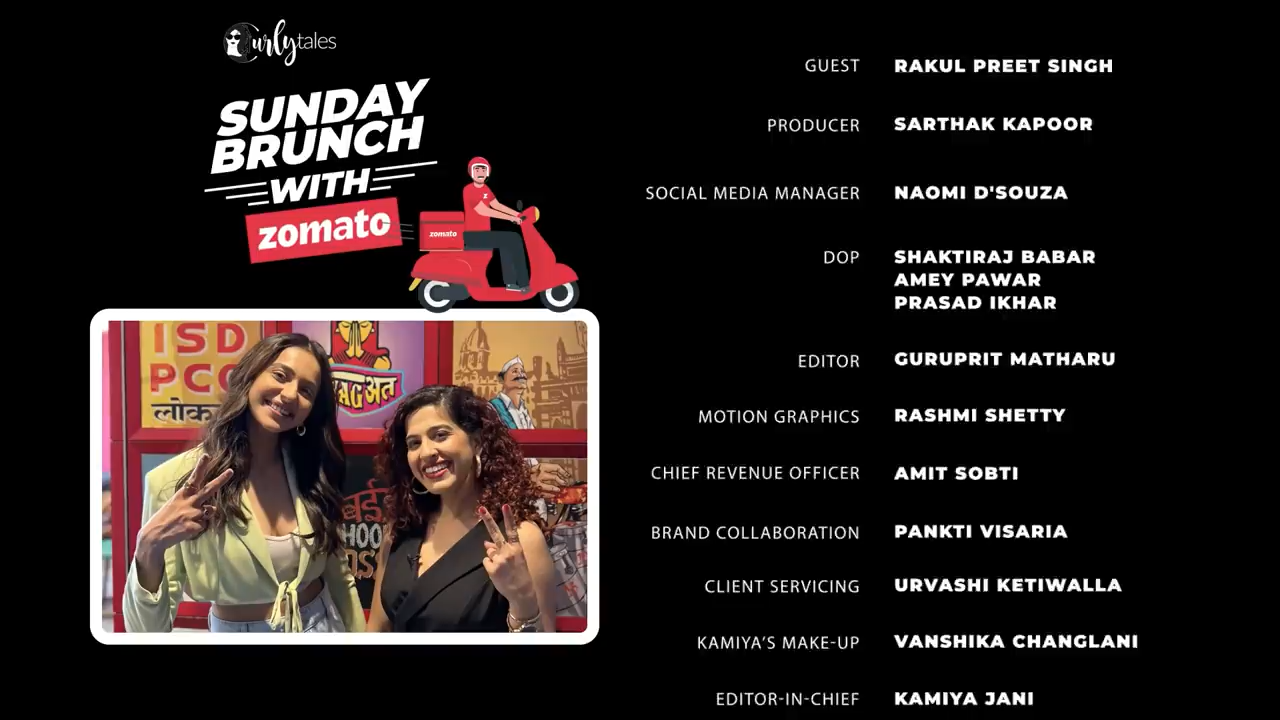 Curlytales
SUNDAY
BRUNCH
WITH
zomato
zomato
ISD
PCO
लोक
GUEST RAKUL PREET SINGH
PRODUCER SARTHAK KAPOOR
SOCIAL MEDIA MANAGER NAOMI D'SOUZA
DOP SHAKTIRAJ BABAR
AMEY PAWAR
PRASAD IKHAR
EDITOR GURUPRIT MATHARU
MOTION GRAPHICS RASHMI SHETTY
CHIEF REVENUE OFFICER AMIT SOBTI
BRAND COLLABORATION PANKTI VISARIA
CLIENT SERVICING URVASHI KETIWALLA
KAMIYA'S MAKE-UP VANSHIKA CHANGLANI
EDITOR-IN-CHIEF KAMIYA JANI